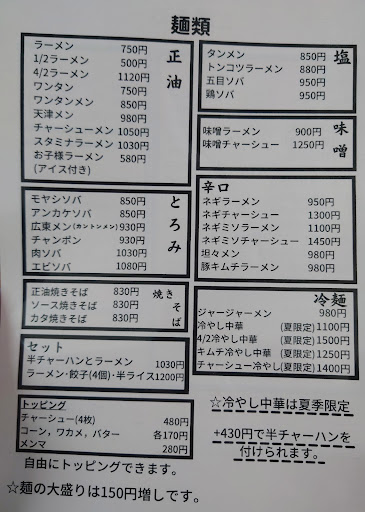 麺類
正油
ラーメン 750円
1/2ラーメン 500円
4/2ラーメン 1120円
ワンタン 750円
ワンタンメン 850円
天津メン 980円
チャーシューメン 1050円
スタミナラーメン 1030円
お子様ラーメン 580円
(アイス付き)
とろみ
モヤシソバ 850円
アンカケソバ 850円
広東メン(カントンメン) 930円
チャンポン 930円
肉ソバ 1030円
エビソバ 1080円
焼きそば
正油焼きそば 830円
ソース焼きそば 830円
カタ焼きそば 830円
セット
半チャーハンとラーメン 1030円
ラーメン・餃子(4個)・半ライス 1200円
トッピング
チャーシュー(4枚) 480円
コーン，ワカメ，バター 各170円
メンマ 280円
自由にトッピングできます。
☆麺の大盛りは150円増しです。
塩
タンメン 850円
トンコツラーメン 880円
五目ソバ 950円
鶏ソバ 950円
味噌
味噌ラーメン 900円
味噌チャーシュー 1250円
辛口
ネギラーメン 950円
ネギチャーシュー 1300円
ネギミソラーメン 1100円
ネギミソチャーシュー 1450円
坦々メン 980円
豚キムチラーメン 980円
冷麺
ジャージャーメン 980円
冷やし中華 (夏限定) 1100円
4/2冷やし中華 (夏限定) 1500円
キムチ冷やし中華 (夏限定) 1250円
チャーシュー冷やし(夏限定) 1400円
☆冷やし中華は夏季限定
+430円で半チャーハンを
付けられます。